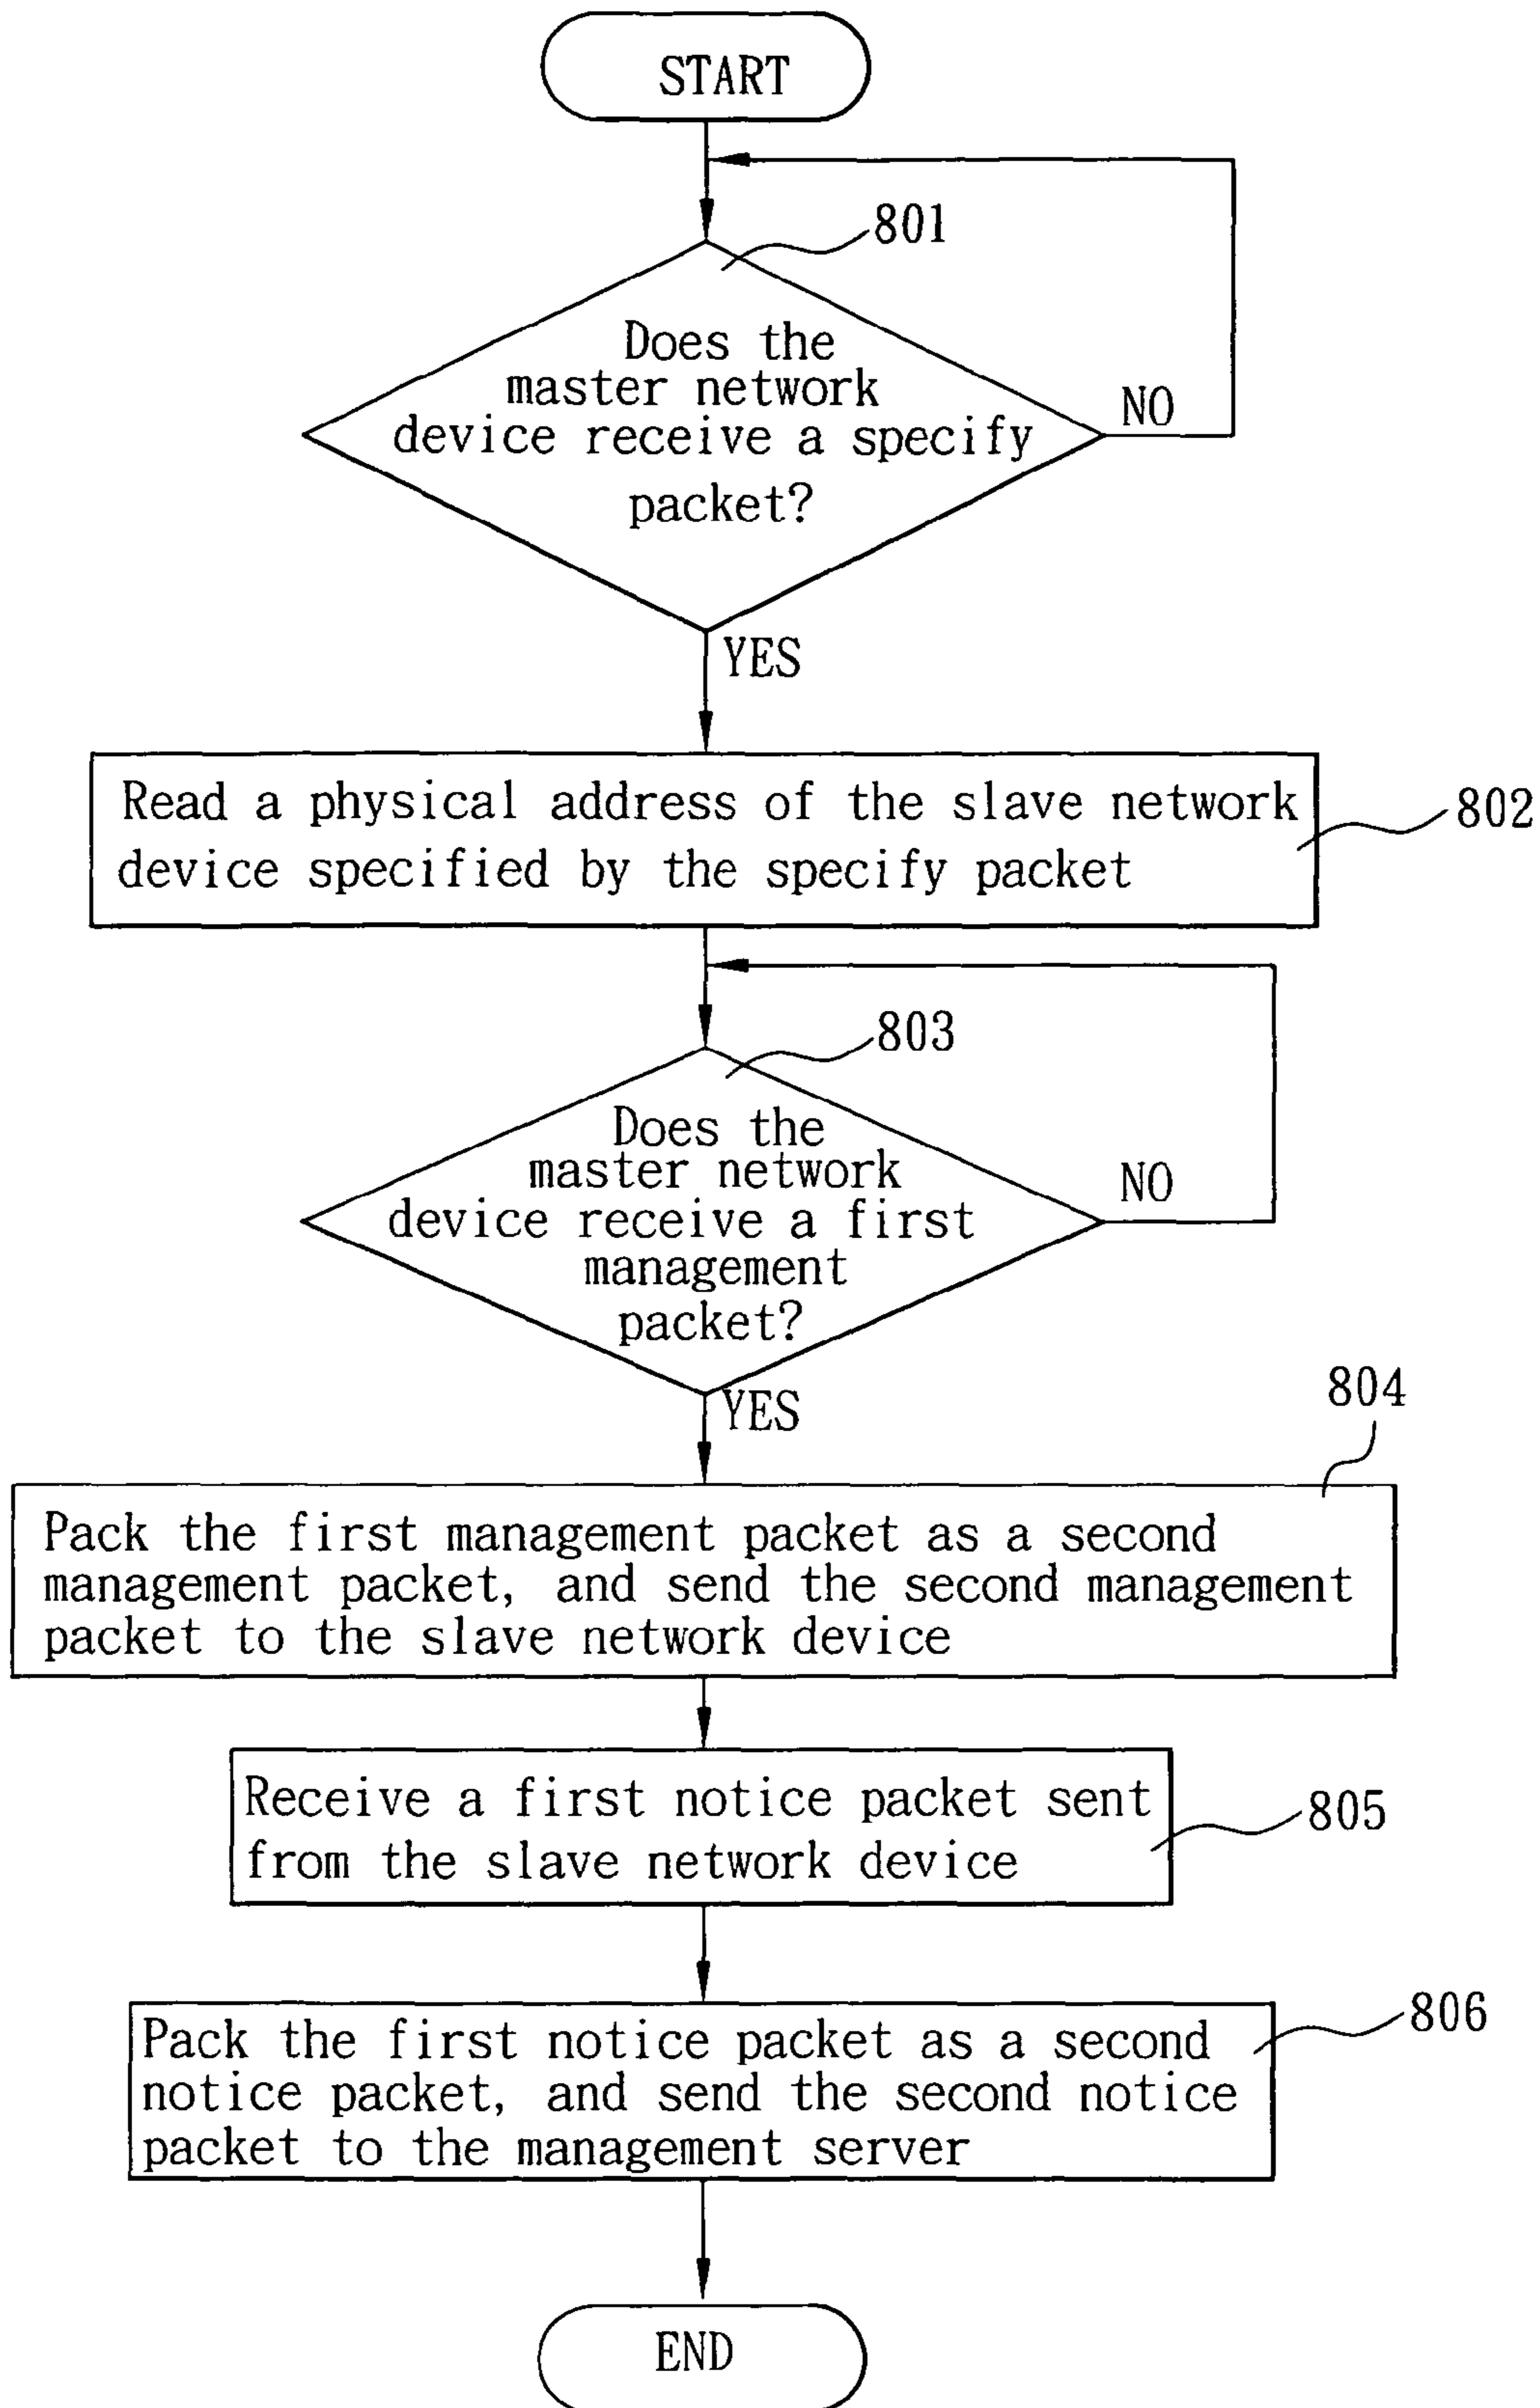 START
801
Does the
master network
device receive a specify
packet?
NO
YES
Read a physical address of the slave network
device specified by the specify packet
802
803
Does the
master network
device receive a first
management
packet?
NO
YES
804
Pack the first management packet as a second
management packet, and send the second management
packet to the slave network device
Receive a first notice packet sent
from the slave network device
805
Pack the first notice packet as a second
notice packet, and send the second notice
packet to the management server
806
END